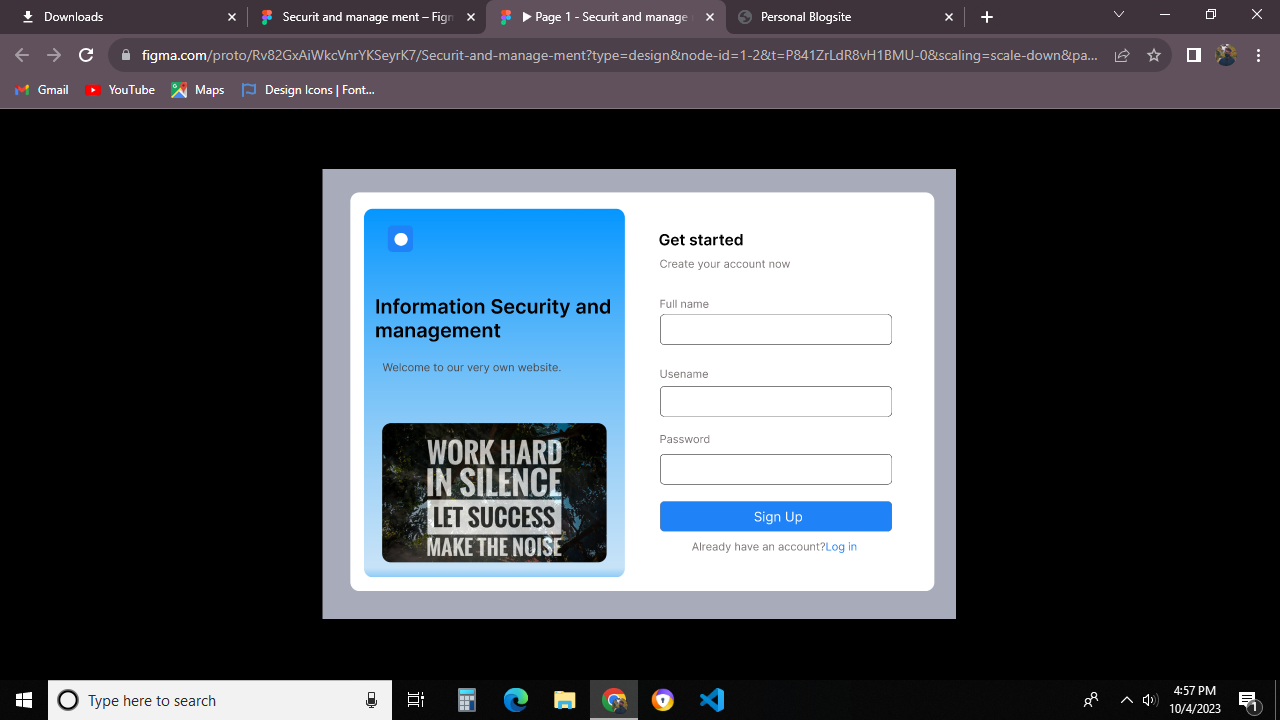 Downloads
Securit and manage ment – Fign
Page 1 - Securit and manage
Personal Blogsite
figma.com/proto/Rv82GxAiWkcVnrYKSeyrK7/Securit-and-manage-ment?type=design&node-id=1-2&t=P841ZrLdR8vH1BMU-0&scaling=scale-down&pa...
Gmail
YouTube
Maps
Design Icons | Font...
Information Security and
management
Welcome to our very own website.
WORK HARD
IN SILENCE
LET SUCCESS
MAKE THE NOISE
Get started
Create your account now
Full name
Usename
Password
Sign Up
Already have an account?Log in
Type here to search
4:57 PM
10/4/2023
1